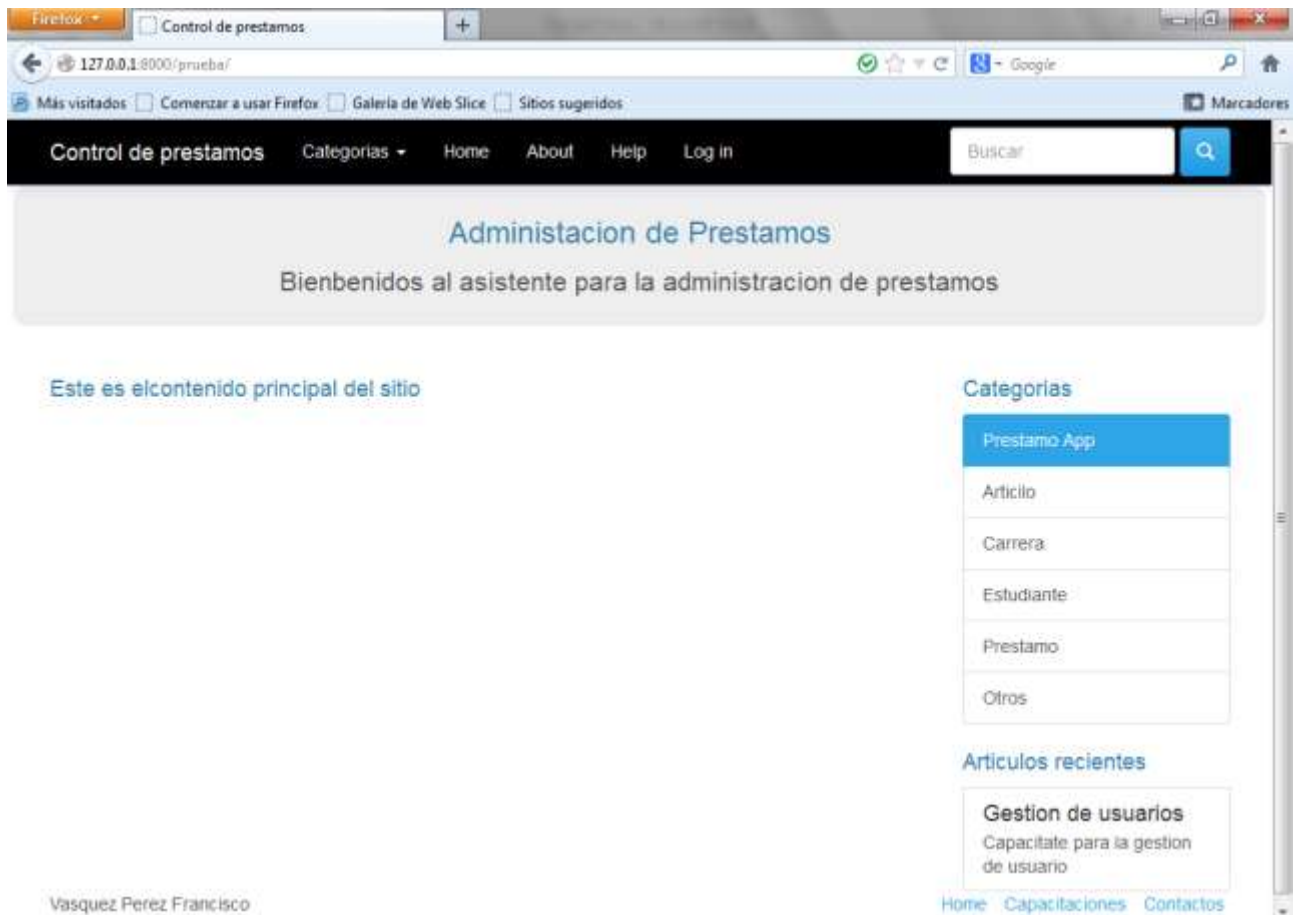 Firefox
Control de prestamos
127.0.0.1:8000/prueba/
Google
Más visitados
Comenzar a usar Firefox
Galería de Web Slice
Sitios sugeridos
Marcadores
Control de prestamos
Categorias
Home
About
Help
Log in
Buscar
Administacion de Prestamos
Bienbenidos al asistente para la administracion de prestamos
Este es elcontenido principal del sitio
Categorias
Prestamo App
Articilo
Carrera
Estudiante
Prestamo
Otros
Articulos recientes
Gestion de usuarios
Capacitate para la gestion
de usuario
Vasquez Perez Francisco
Home
Capacitaciones
Contactos